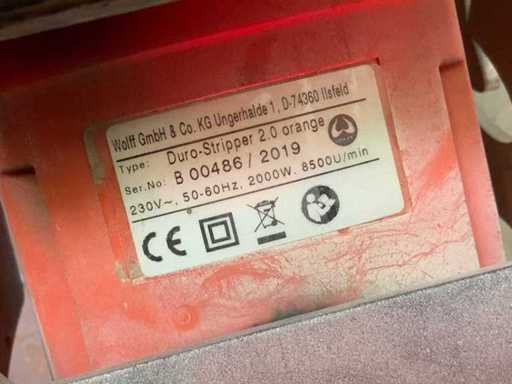 Wolff GmbH & Co. KG Ungerhalde 1, D-74360 Ilsfeld
Type: Duro-Stripper 2.0 orange
Ser.No: B 00486 / 2019
230V~, 50-60Hz, 2000W, 8500U/min
CE